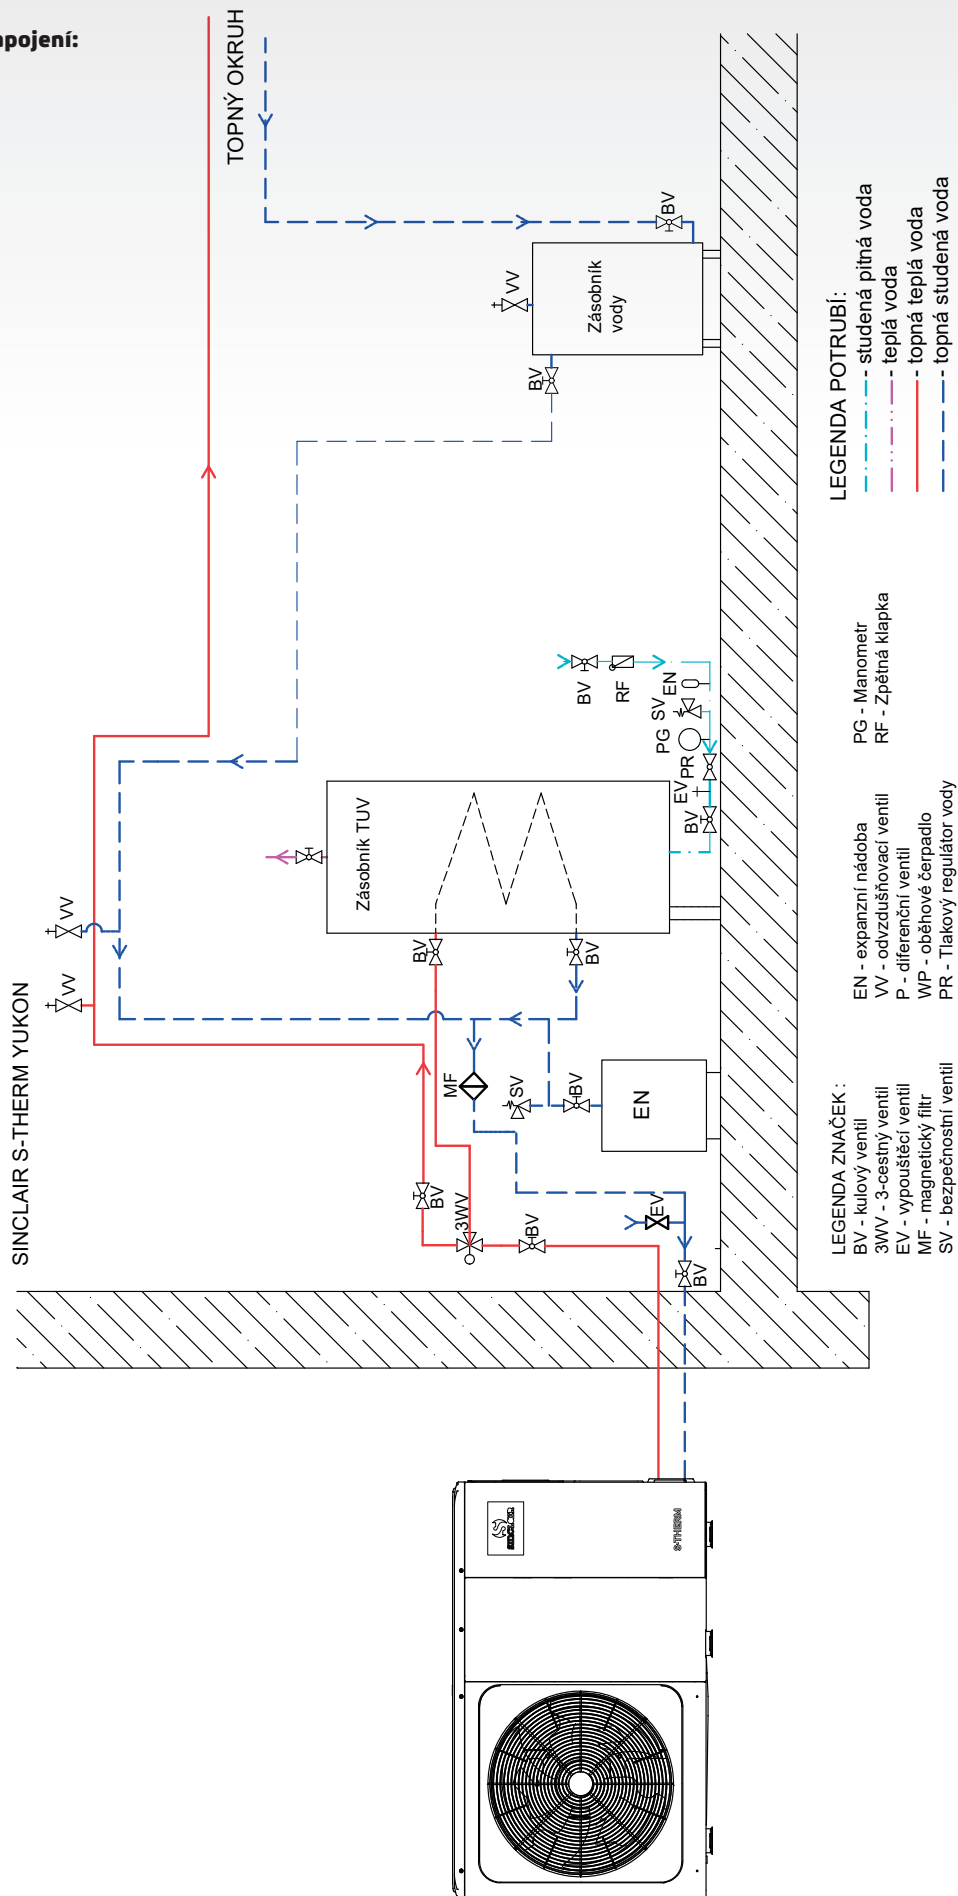 apojení:
SINCLAIR S-THERM YUKON
TOPNÝ OKRUH
VV
VV
BV
3WV
BV
MF
SV
BV
EN
EV
BV
BV
BV
Zásobník TUV
BV
EV
PR
PG
SV
EN
RF
BV
BV
VV
Zásobník
vody
BV
S-THERM
LEGENDA ZNAČEK :
BV - kulový ventil
3WV - 3-cestný ventil
EV - vypouštěcí ventil
MF - magnetický filtr
SV - bezpečnostní ventil
EN - expanzní nádoba
VV - odvzdušňovací ventil
P - diferenční ventil
WP - oběhové čerpadlo
PR - Tlakový regulátor vody
PG - Manometr
RF - Zpětná klapka
LEGENDA POTRUBÍ:
- studená pitná voda
- teplá voda
- topná teplá voda
- topná studená voda